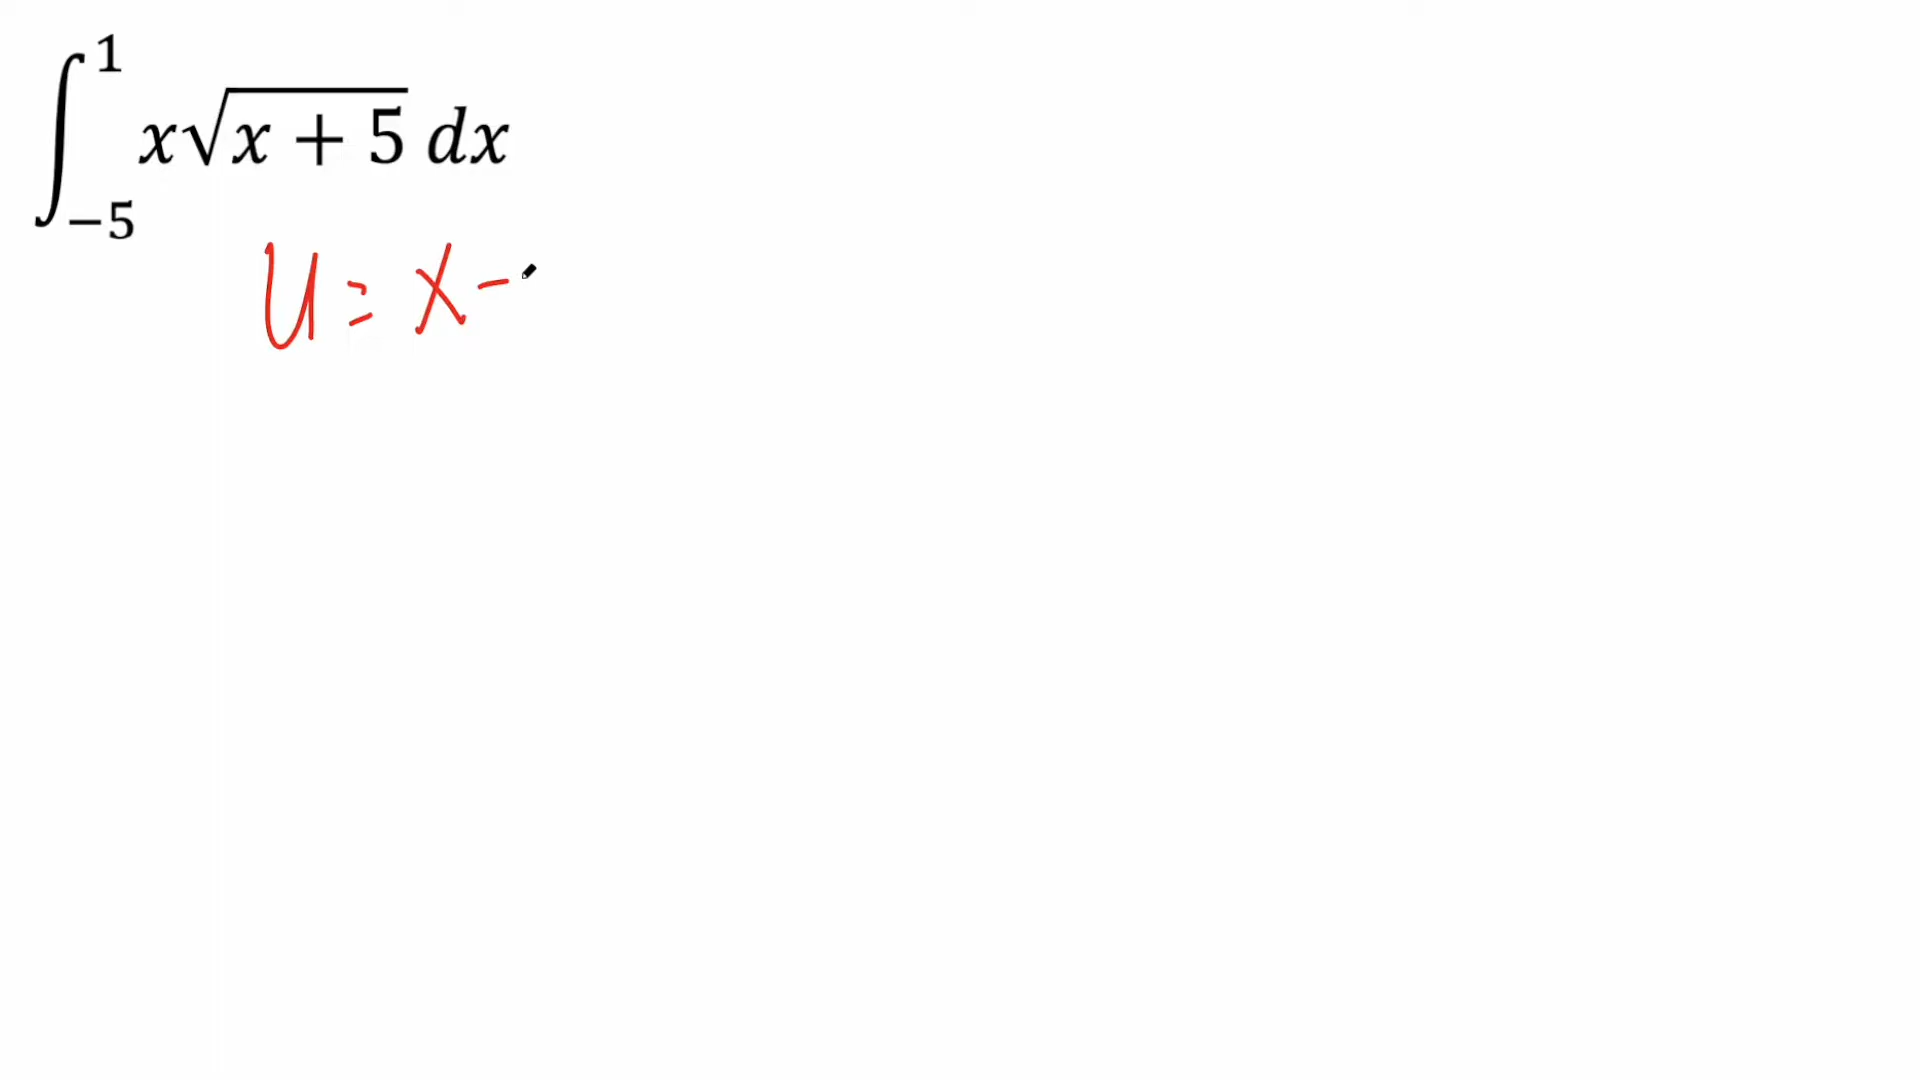 ∫_{-5}^{1} x√(x + 5) dx
u = x -